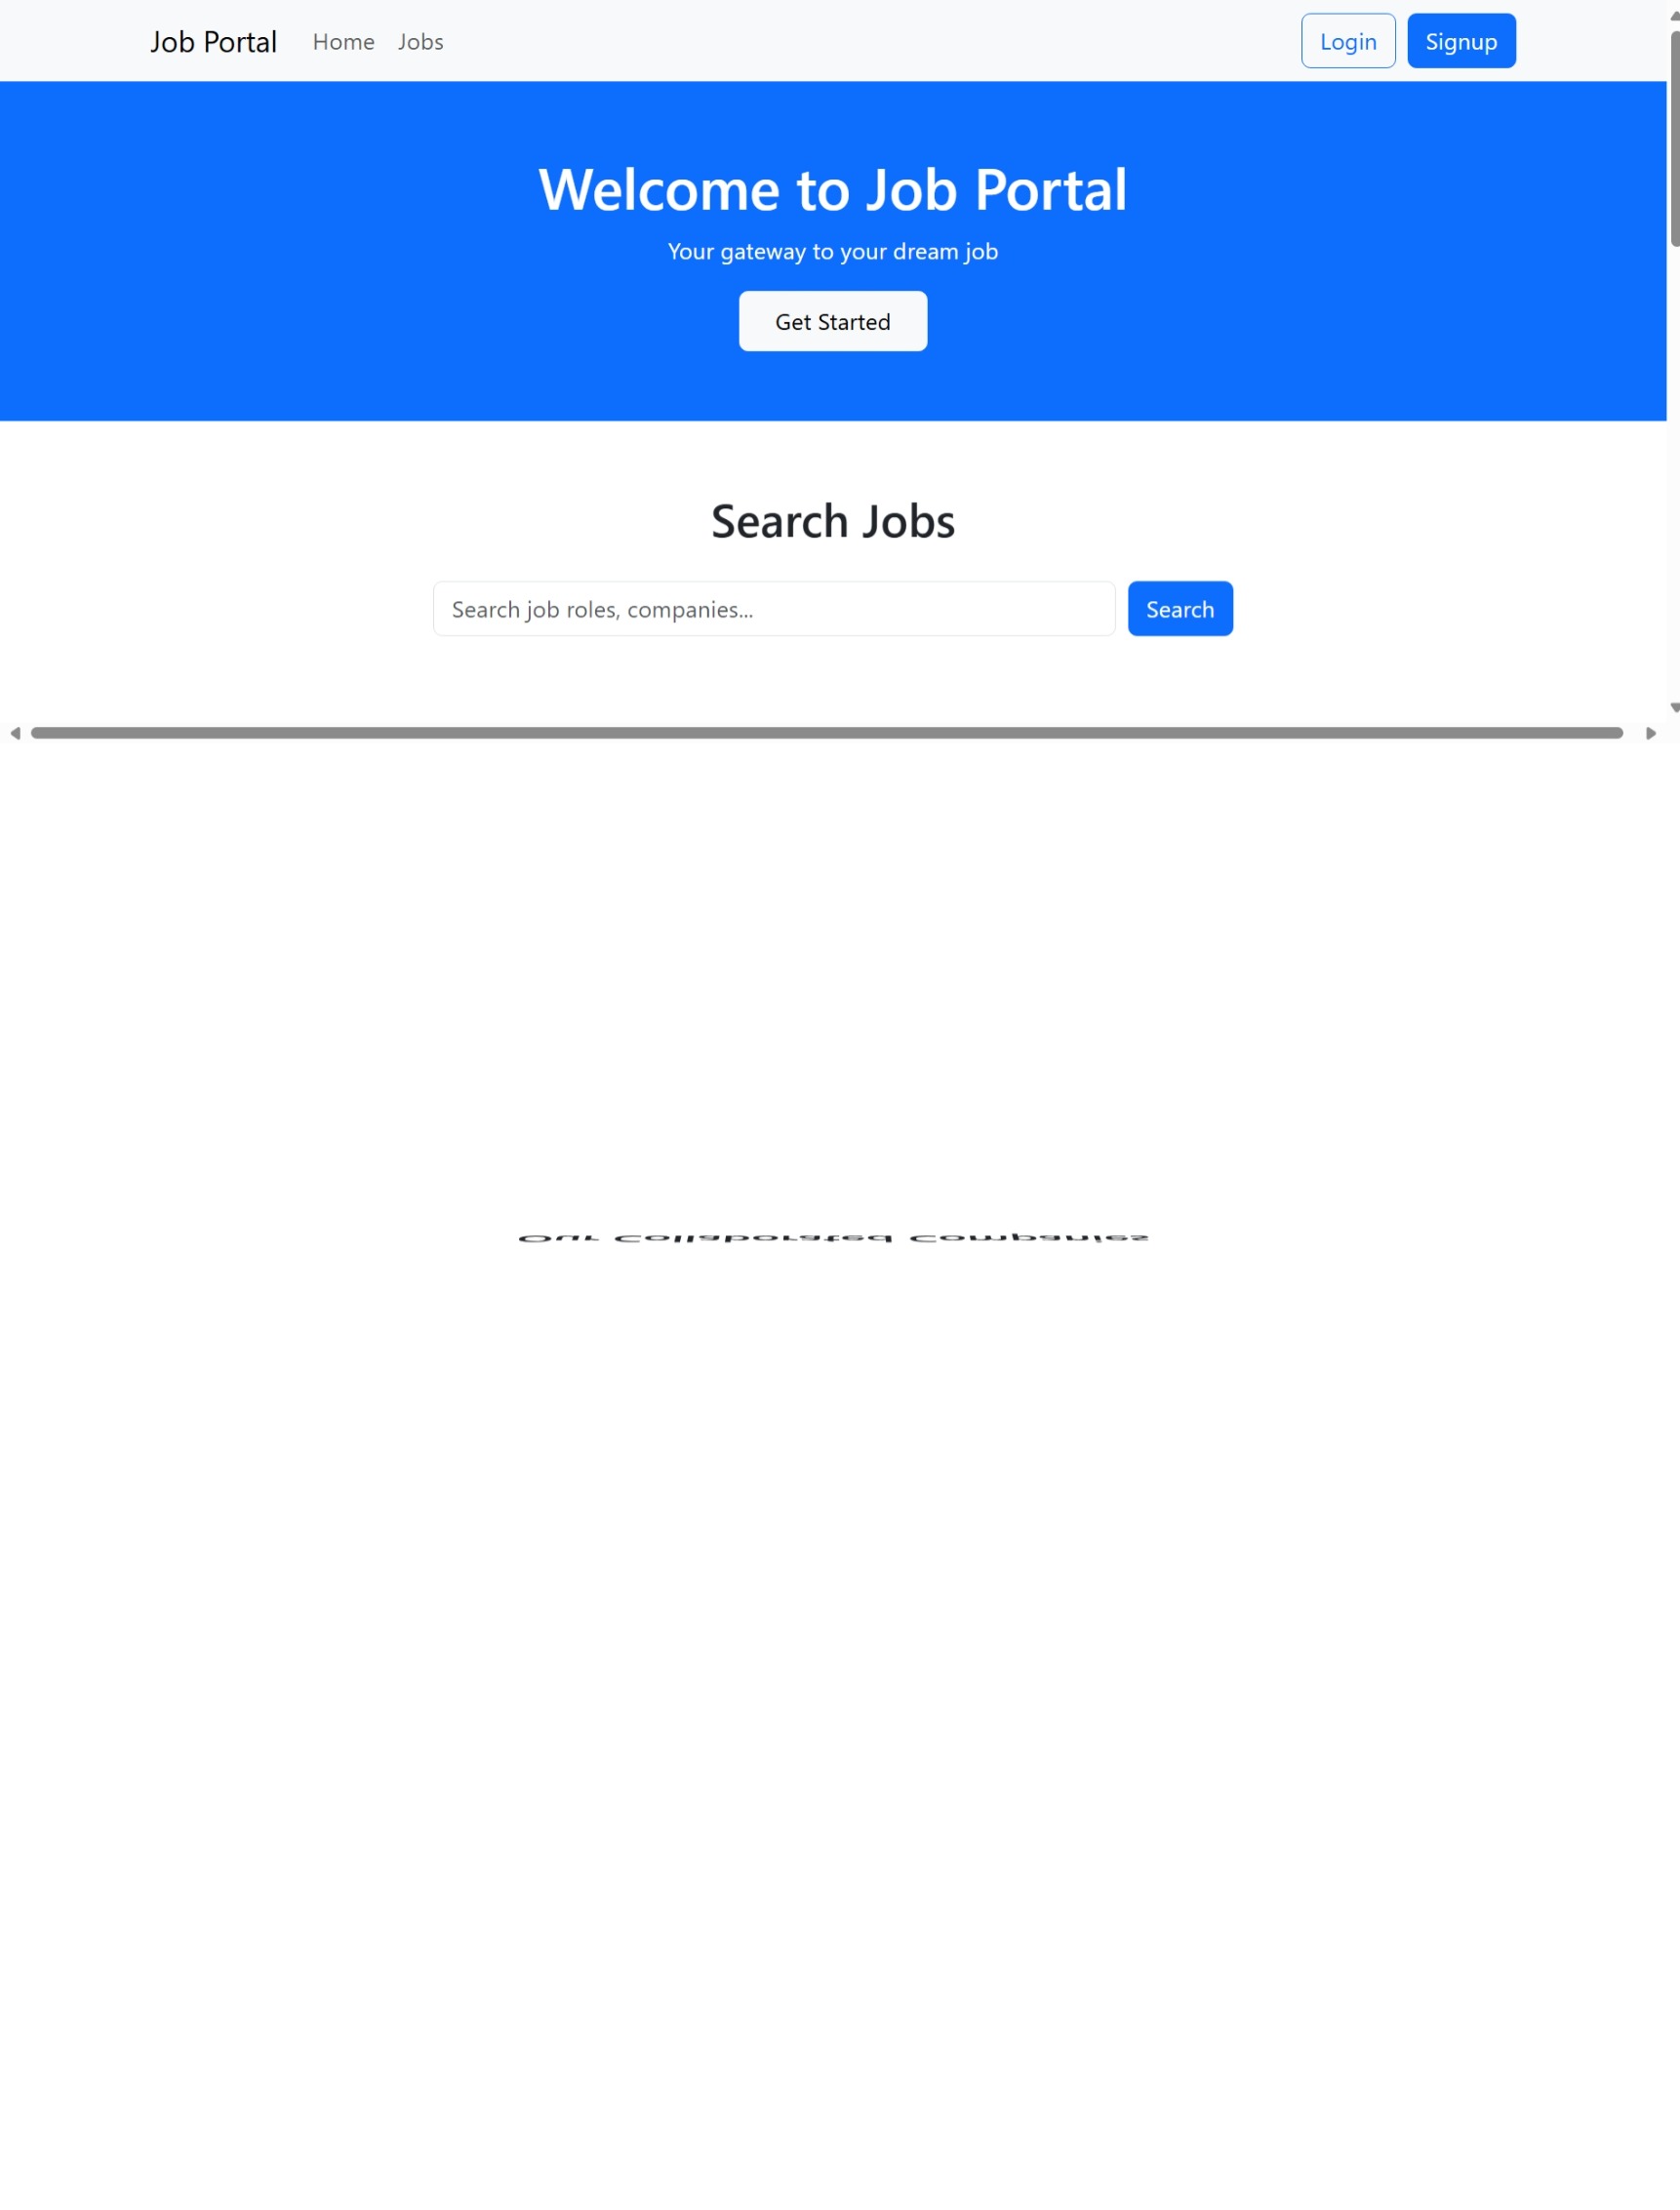 Job Portal Home Jobs Login Signup
Welcome to Job Portal
Your gateway to your dream job
Get Started
Search Jobs
Search job roles, companies... Search
Our Collaborated Companies